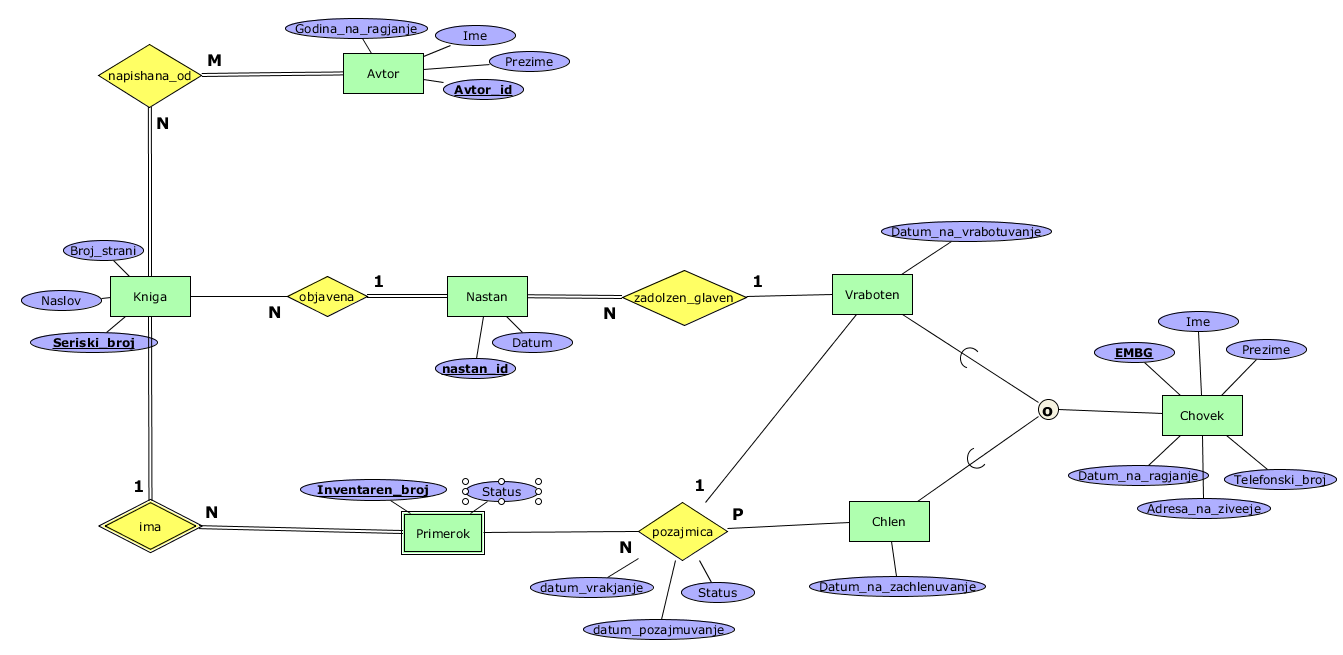 Godina_na_ragjanje
Ime
Prezime
Avtor_id
Avtor
M
napishana_od
N
Broj_strani
Naslov
Kniga
Seriski_broj
objavena
N
1
Nastan
Datum
nastan_id
N
zadolzen_glaven
1
Vraboten
Datum_na_vrabotuvanje
Ime
EMBG
Prezime
o
Chovek
Datum_na_ragjanje
Telefonski_broj
Adresa_na_ziveeje
1
ima
N
Inventaren_broj
Status
Primerok
N
1
P
pozajmica
datum_vrakjanje
Status
datum_pozajmuvanje
Chlen
Datum_na_zachlenuvanje